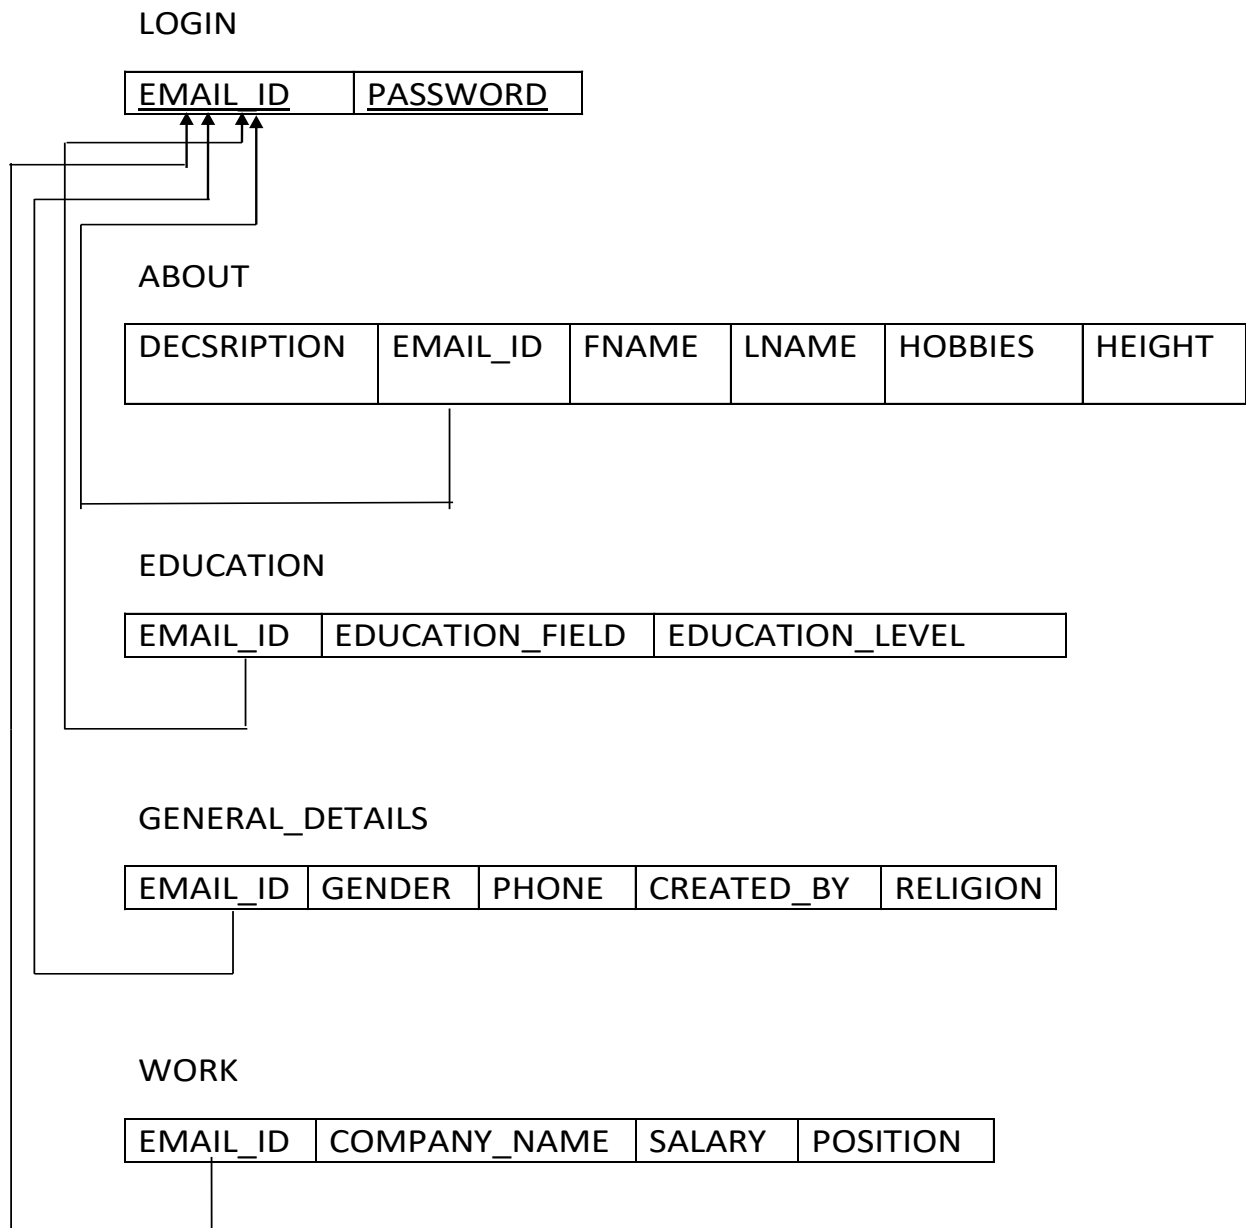 LOGIN
EMAIL_ID PASSWORD
ABOUT
DECSRIPTION EMAIL_ID FNAME LNAME HOBBIES HEIGHT
EDUCATION
EMAIL_ID EDUCATION_FIELD EDUCATION_LEVEL
GENERAL_DETAILS
EMAIL_ID GENDER PHONE CREATED_BY RELIGION
WORK
EMAIL_ID COMPANY_NAME SALARY POSITION